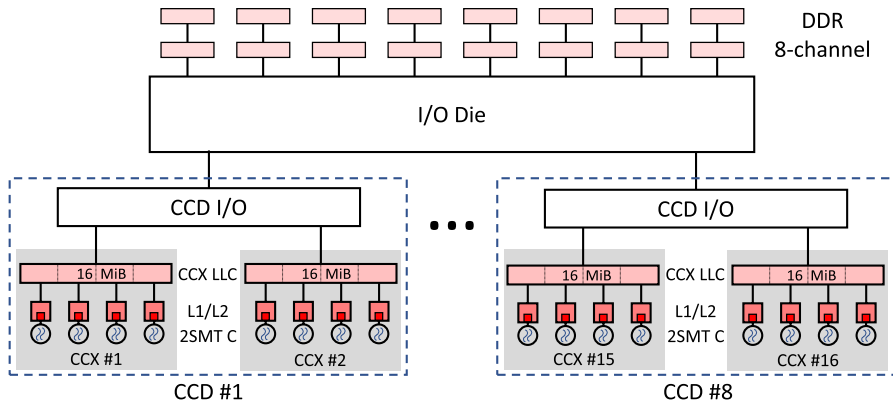 DDR
8-channel
I/O Die
CCD I/O
CCD I/O
16 MiB
CCX LLC
16 MiB
16 MiB
CCX LLC
16 MiB
L1/L2
L1/L2
2SMT C
2SMT C
CCX #1
CCX #2
CCX #15
CCX #16
CCD #1
CCD #8